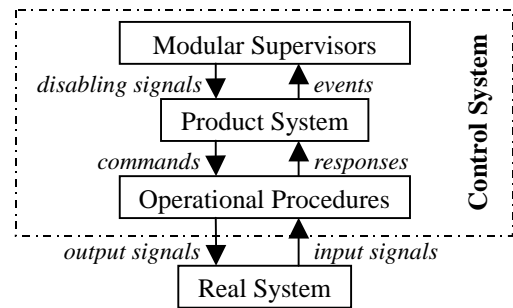 Modular Supervisors
disabling signals events
Product System
commands responses
Operational Procedures
output signals input signals
Real System
Control System